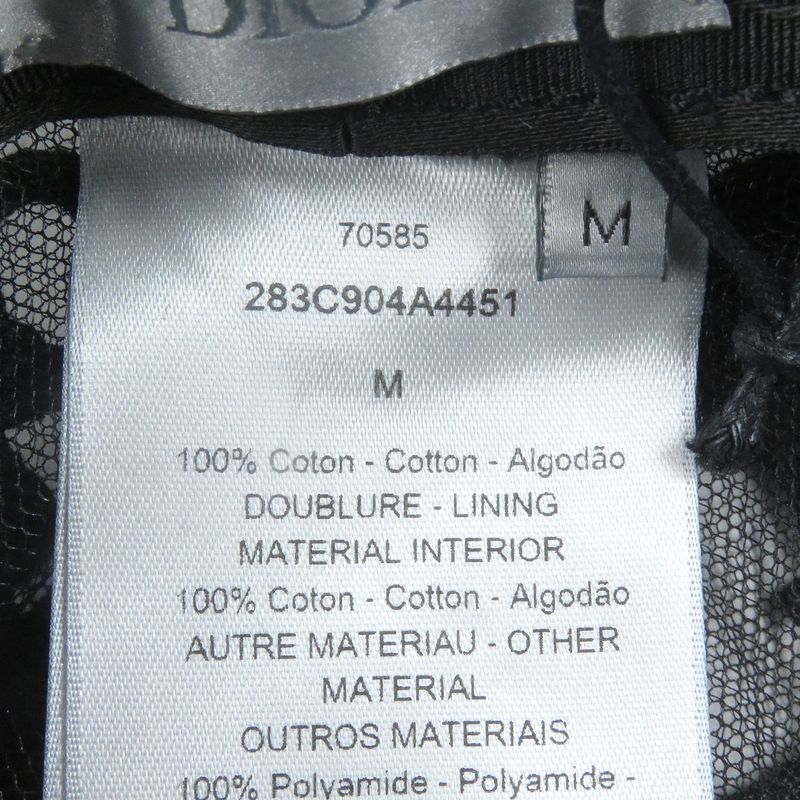 DIOR
M
70585
283C904A4451
M
100% Coton - Cotton - Algodão
DOUBLURE - LINING
MATERIAL INTERIOR
100% Coton - Cotton - Algodão
AUTRE MATERIAU - OTHER
MATERIAL
OUTROS MATERIAIS
100% Polyamide - Polyamide -